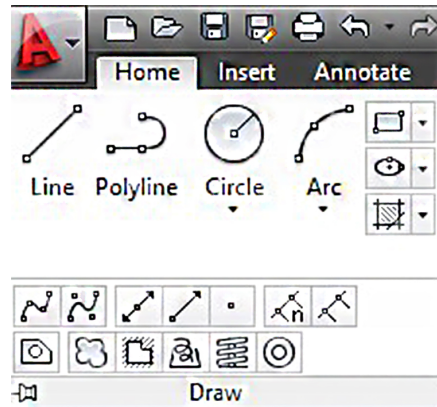 A
Home Insert Annotate
Line Polyline Circle Arc
n
Draw